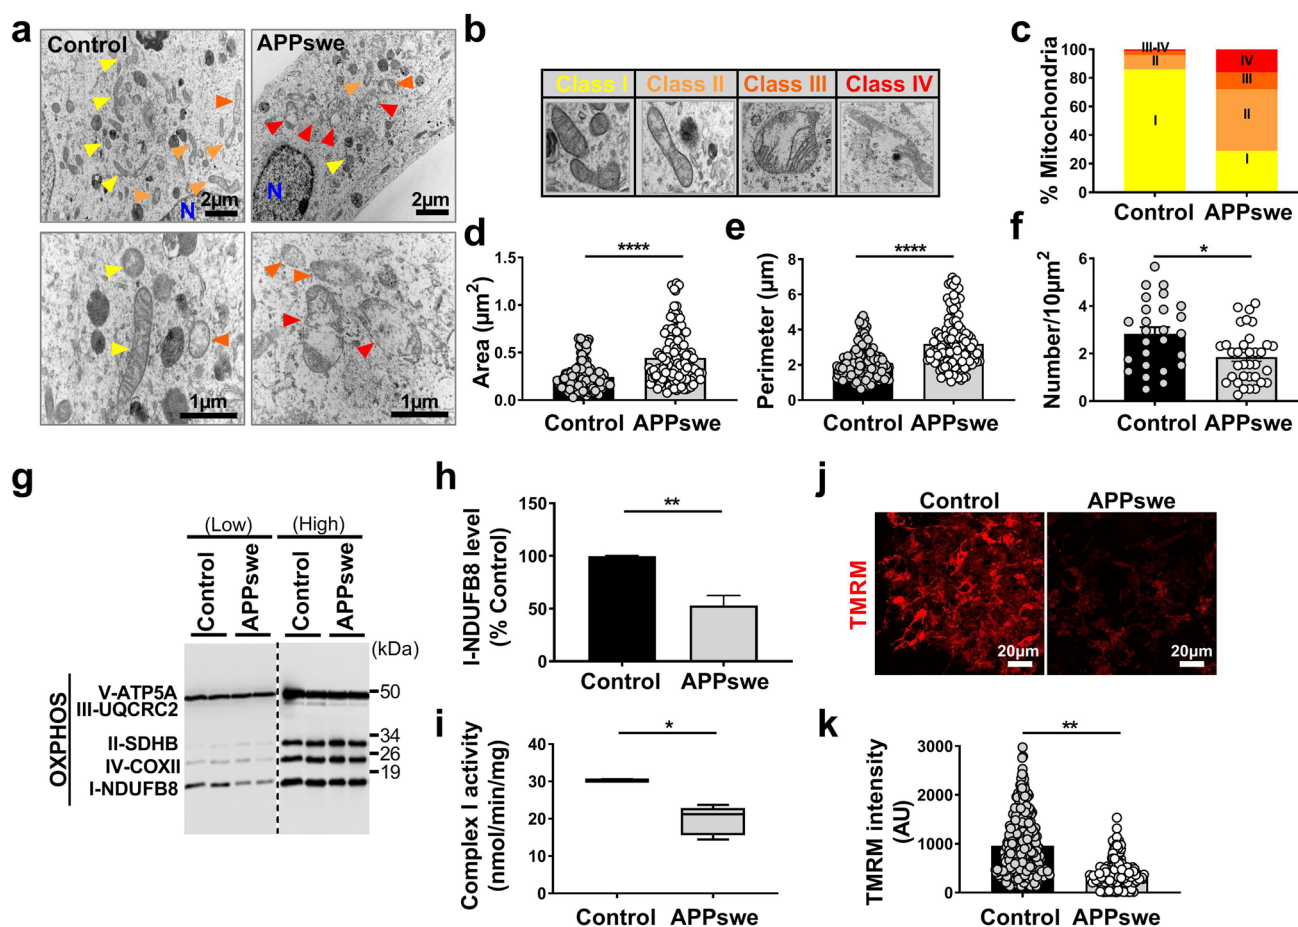 a
Control
APPswe
N
2μm
N
2μm
1μm
1μm
b
Class I
Class II
Class III
Class IV
c
% Mitochondria
100
80
60
40
20
0
III-IV
II
I
IV
III
II
I
Control
APPswe
d
****
Area (μm2)
1.5
1.0
0.5
0.0
Control
APPswe
e
****
Perimeter (μm)
8
6
4
2
0
Control
APPswe
f
*
Number/10μm2
6
4
2
0
Control
APPswe
g
(Low)
(High)
Control
APPswe
Control
APPswe
(kDa)
OXPHOS
V-ATP5A
III-UQCRC2
II-SDHB
IV-COXII
I-NDUFB8
50
34
26
19
h
**
I-NDUFB8 level
(% Control)
150
100
50
0
Control
APPswe
i
*
Complex I activity
(nmol/min/mg)
40
30
20
10
0
Control
APPswe
j
Control
APPswe
TMRM
20μm
20μm
k
**
TMRM intensity
(AU)
3000
2000
1000
0
Control
APPswe